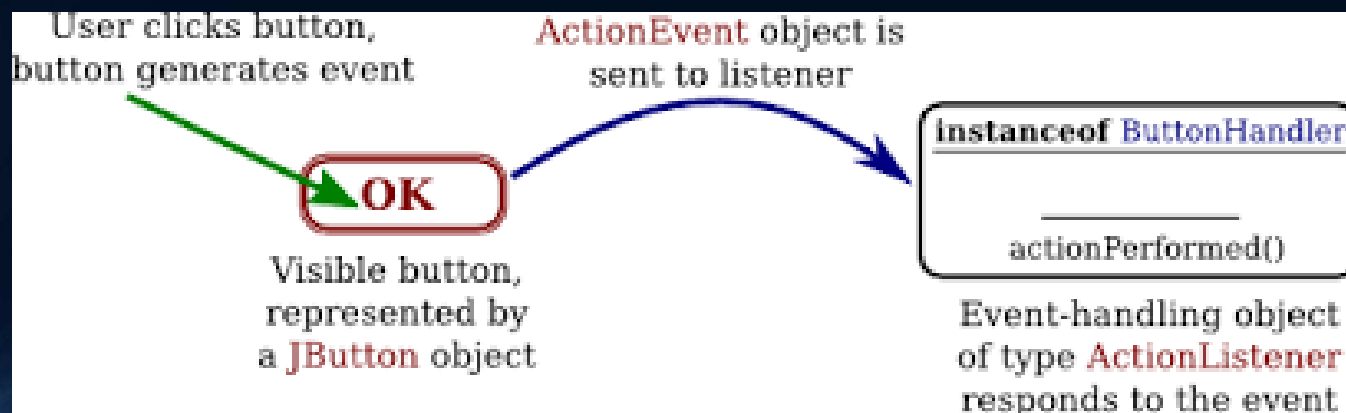 User clicks button,
button generates event
ActionEvent object is
sent to listener
OK
Visible button,
represented by
a JButton object
instanceof ButtonHandler
actionPerformed()
Event-handling object
of type ActionListener
responds to the event